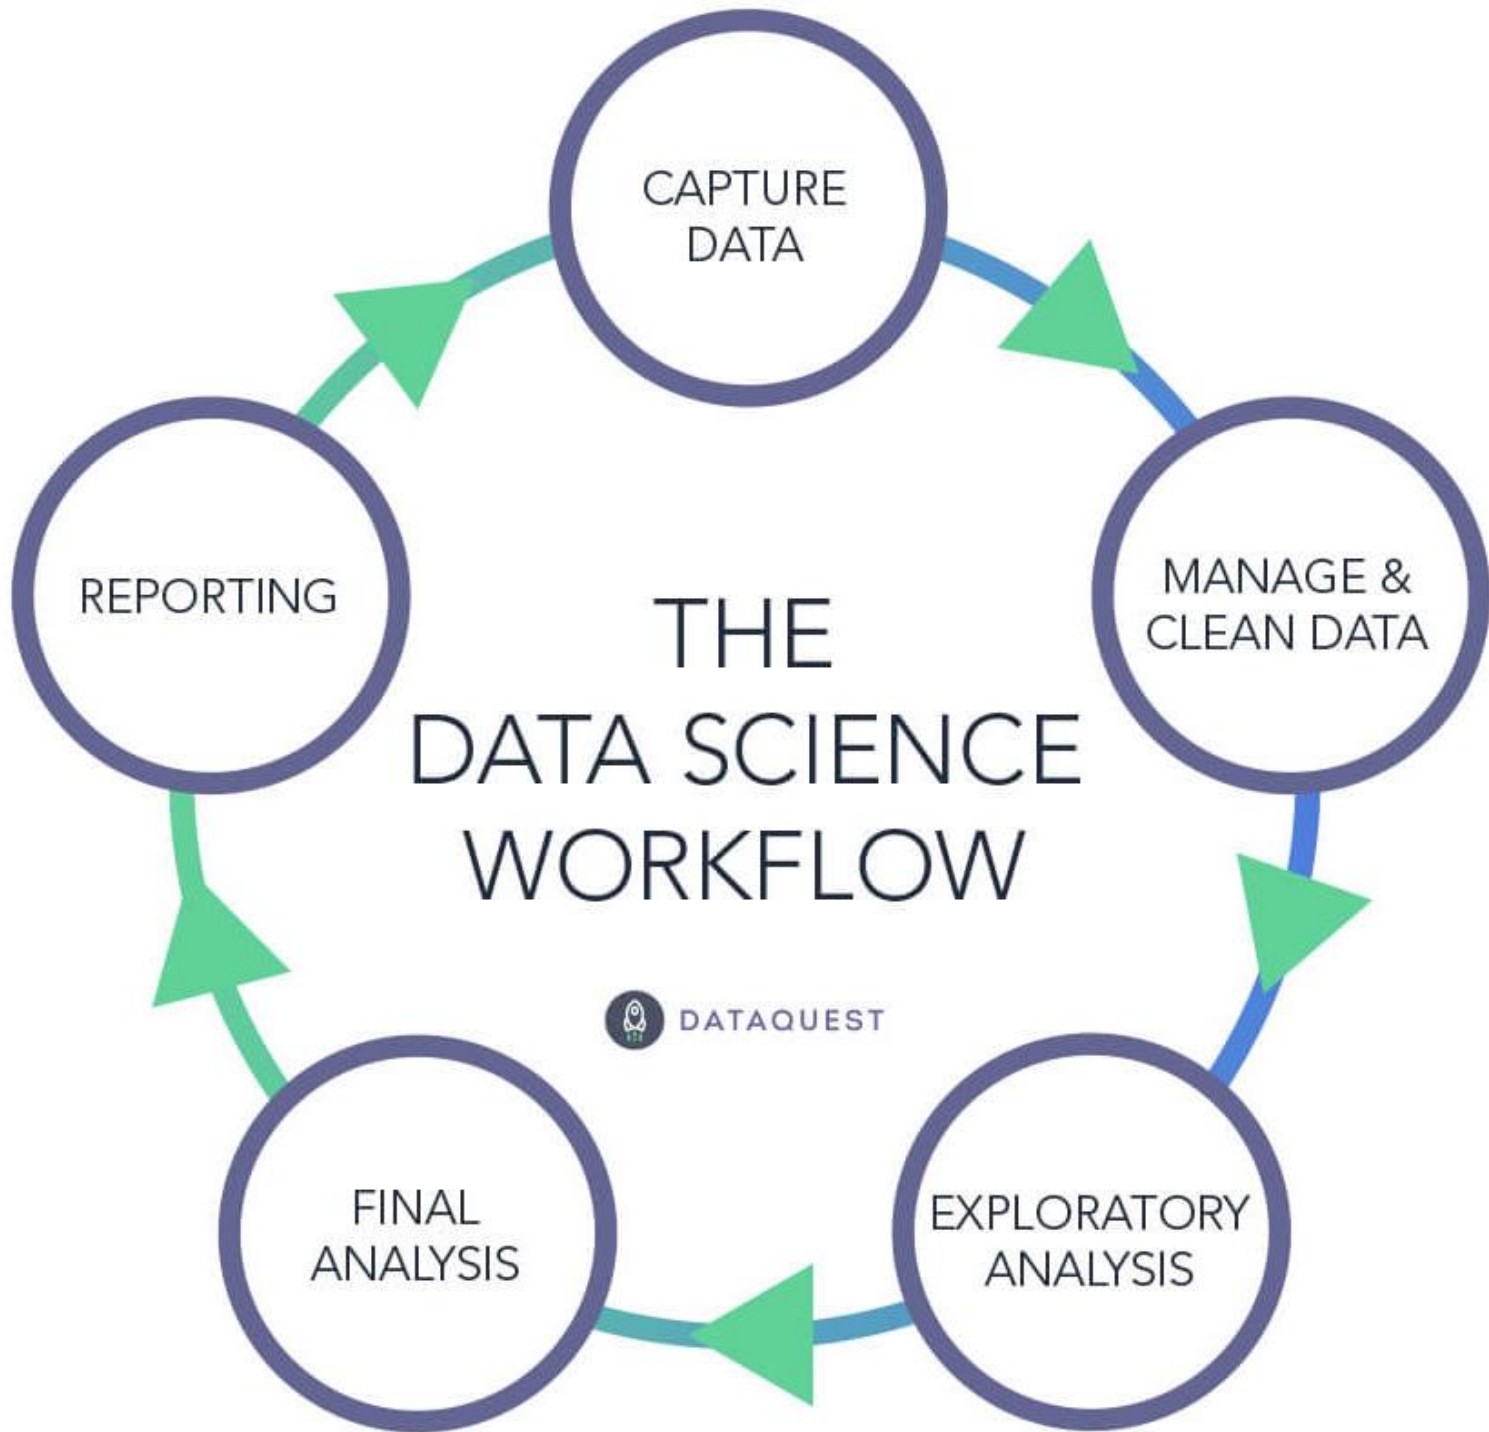 CAPTURE
DATA
MANAGE &
CLEAN DATA
EXPLORATORY
ANALYSIS
FINAL
ANALYSIS
REPORTING
THE
DATA SCIENCE
WORKFLOW
DATAQUEST